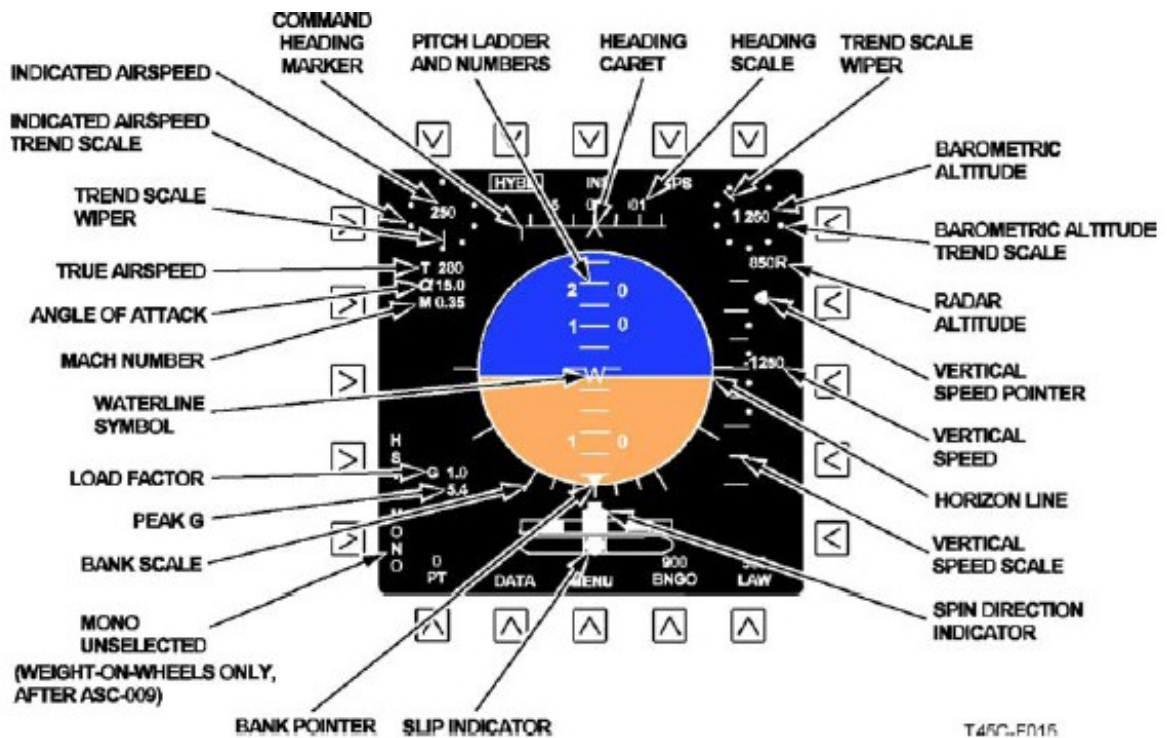 COMMAND
HEADING
MARKER
PITCH LADDER
AND NUMBERS
HEADING
CARET
HEADING
SCALE
TREND SCALE
WIPER
INDICATED AIRSPEED
INDICATED AIRSPEED
TREND SCALE
TREND SCALE
WIPER
TRUE AIRSPEED
ANGLE OF ATTACK
MACH NUMBER
WATERLINE
SYMBOL
LOAD FACTOR
PEAK G
BANK SCALE
MONO
UNSELECTED
(WEIGHT-ON-WHEELS ONLY,
AFTER ASC-009)
BANK POINTER
SLIP INDICATOR
250
T 280
α 15.0
M 0.35
2 0
1 0
W
1 0
G 1.0
5.4
MONO
0
PT
DATA
MENU
900
BNGO
LAW
1 250
850R
-1250
BAROMETRIC
ALTITUDE
BAROMETRIC ALTITUDE
TREND SCALE
RADAR
ALTITUDE
VERTICAL
SPEED POINTER
VERTICAL
SPEED
HORIZON LINE
VERTICAL
SPEED SCALE
SPIN DIRECTION
INDICATOR